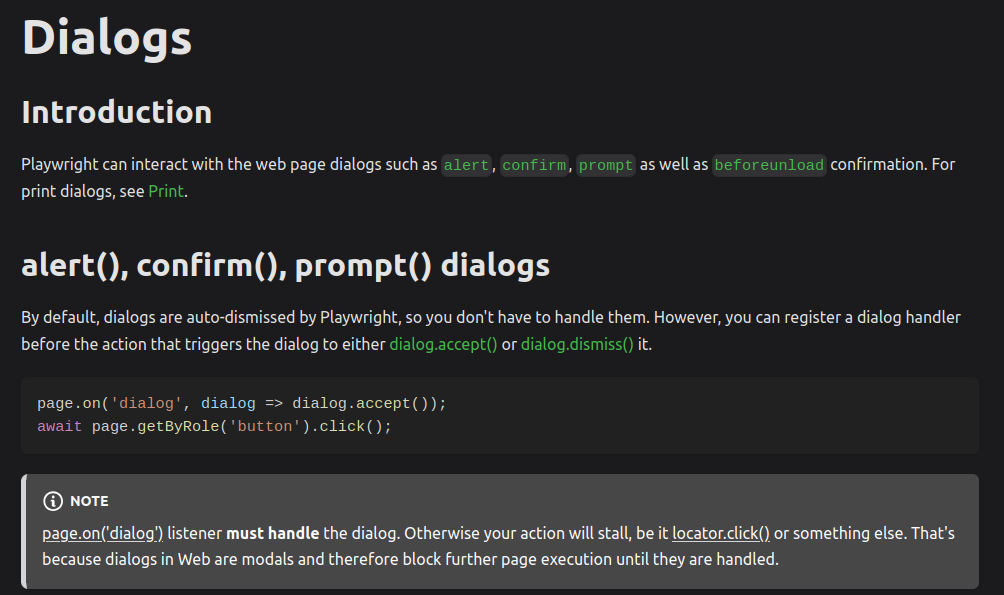 Dialogs
Introduction
Playwright can interact with the web page dialogs such as alert, confirm, prompt as well as beforeunload confirmation. For
print dialogs, see Print.
alert(), confirm(), prompt() dialogs
By default, dialogs are auto-dismissed by Playwright, so you don't have to handle them. However, you can register a dialog handler
before the action that triggers the dialog to either dialog.accept() or dialog.dismiss() it.
page.on('dialog', dialog => dialog.accept());
await page.getByRole('button').click();
NOTE
page.on('dialog') listener must handle the dialog. Otherwise your action will stall, be it locator.click() or something else. That's
because dialogs in Web are modals and therefore block further page execution until they are handled.